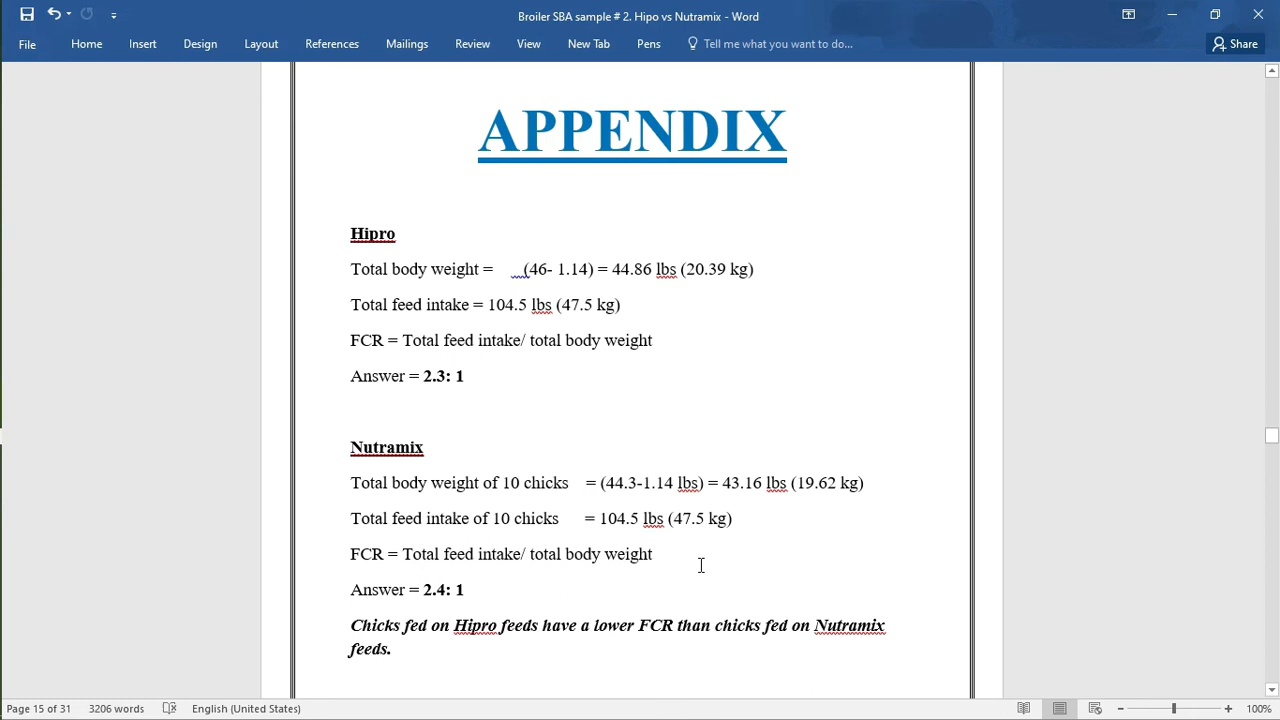 Broiler SBA sample # 2. Hipo vs Nutramix - Word
File Home Insert Design Layout References Mailings Review View New Tab Pens Tell me what you want to do... Share
APPENDIX
Hipro
Total body weight = (46- 1.14) = 44.86 lbs (20.39 kg)
Total feed intake = 104.5 lbs (47.5 kg)
FCR = Total feed intake/ total body weight
Answer = 2.3: 1
Nutramix
Total body weight of 10 chicks = (44.3-1.14 lbs) = 43.16 lbs (19.62 kg)
Total feed intake of 10 chicks = 104.5 lbs (47.5 kg)
FCR = Total feed intake/ total body weight
Answer = 2.4: 1
Chicks fed on Hipro feeds have a lower FCR than chicks fed on Nutramix
feeds.
Page 15 of 31 3206 words English (United States) 100%